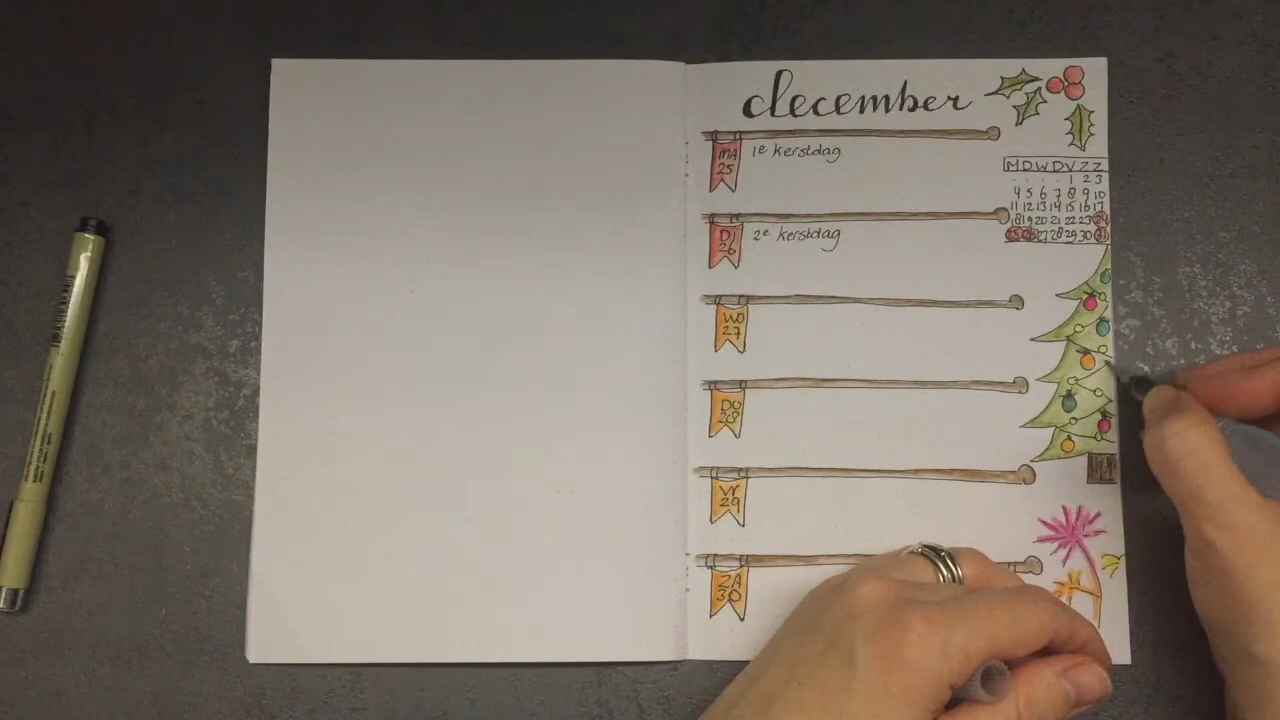 december
MA
25
1e kerstdag
M D W D V Z Z
1 2 3
4 5 6 7 8 9 10
11 12 13 14 15 16 17
18 19 20 21 22 23 24
25 26 27 28 29 30 31
DI
26
2e kerstdag
WO
27
DO
28
VR
29
ZA
30